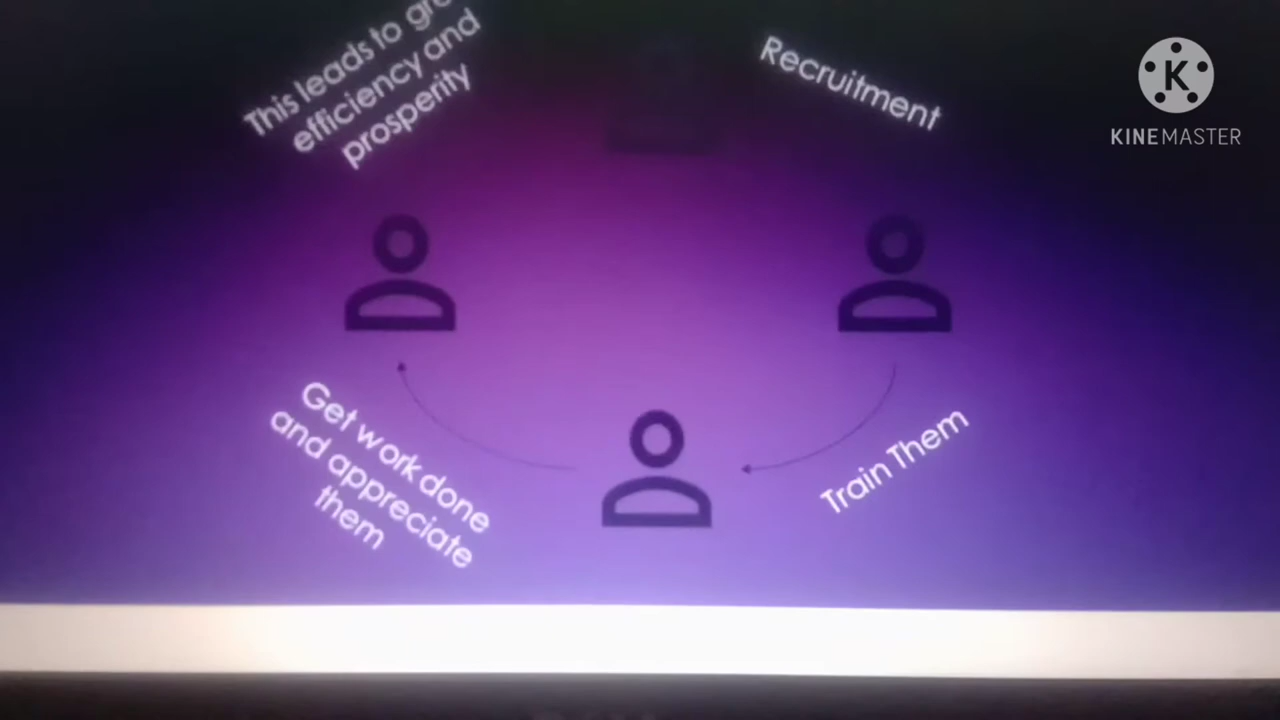 This leads to
efficiency and
prosperity
Recruitment
K
KINEMASTER
Get work done
and appreciate
them
Train Them